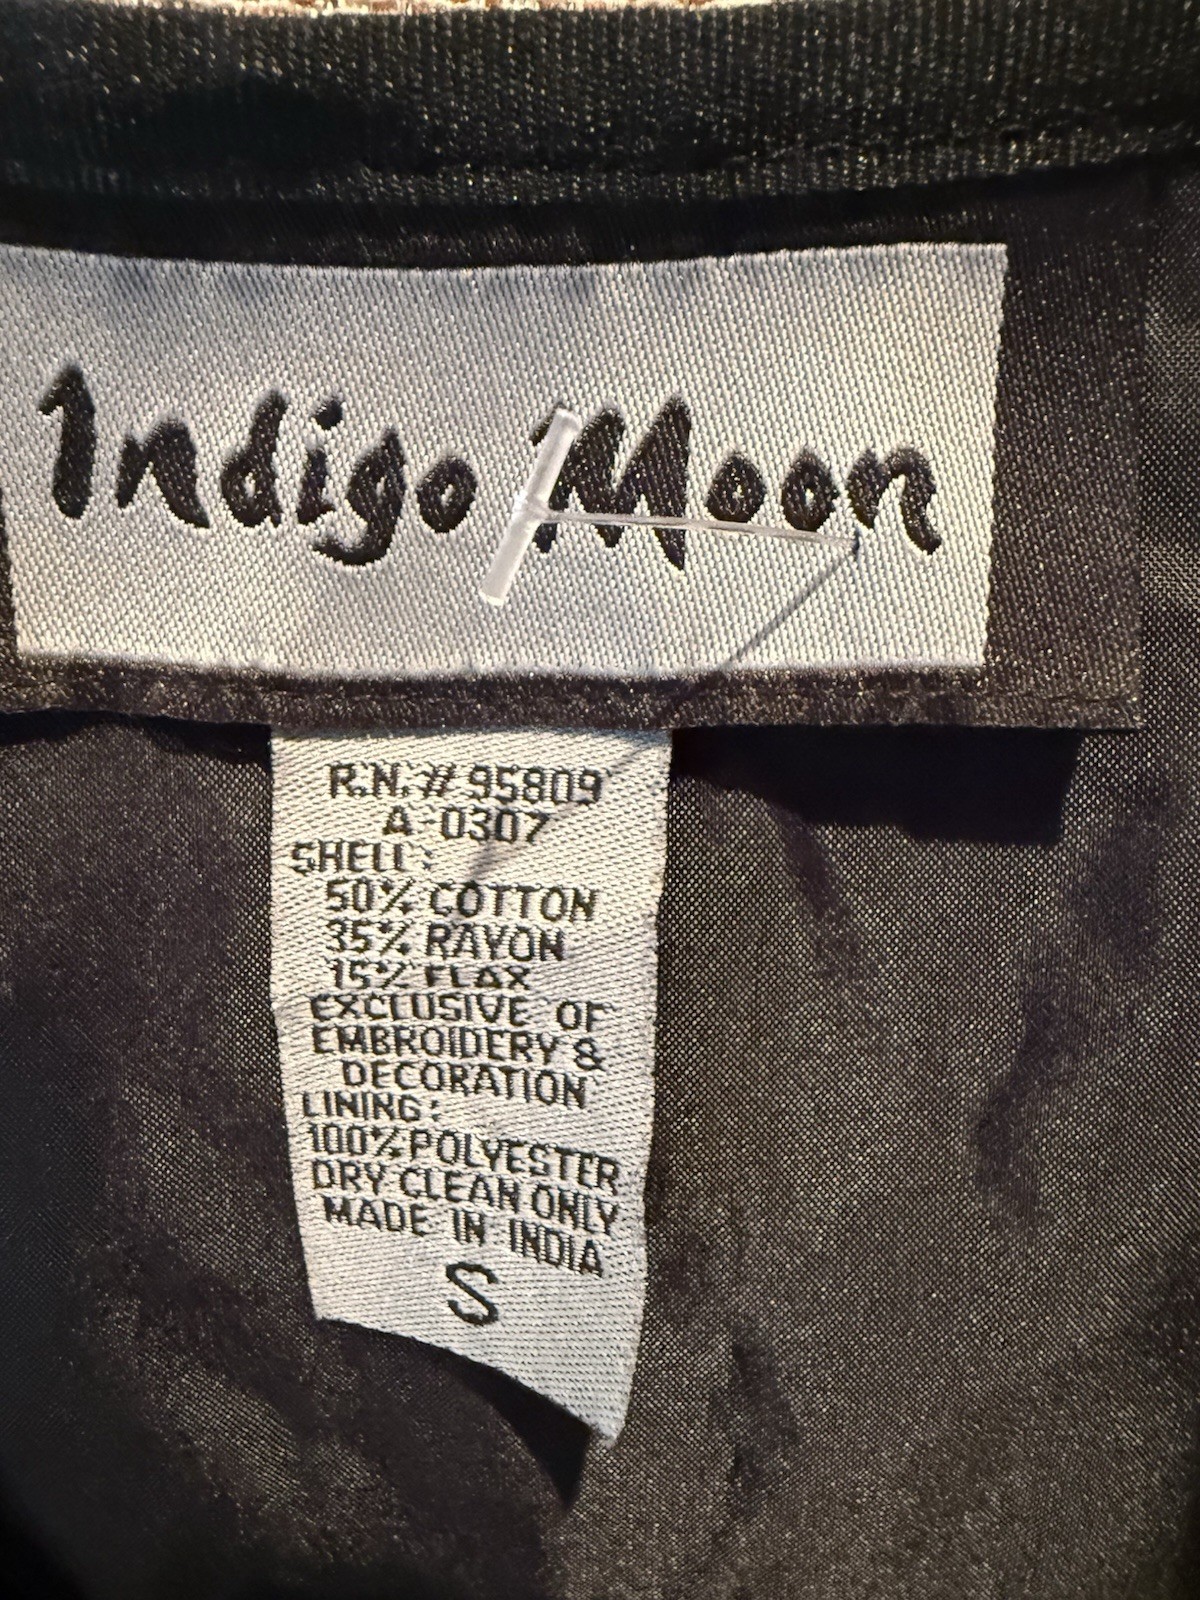 Indigo Moon
R.N.# 95809
A-0307
SHELL:
50% COTTON
35% RAYON
15% FLAX
EXCLUSIVE OF
EMBROIDERY &
DECORATION
LINING:
100% POLYESTER
DRY CLEAN ONLY
MADE IN INDIA
S